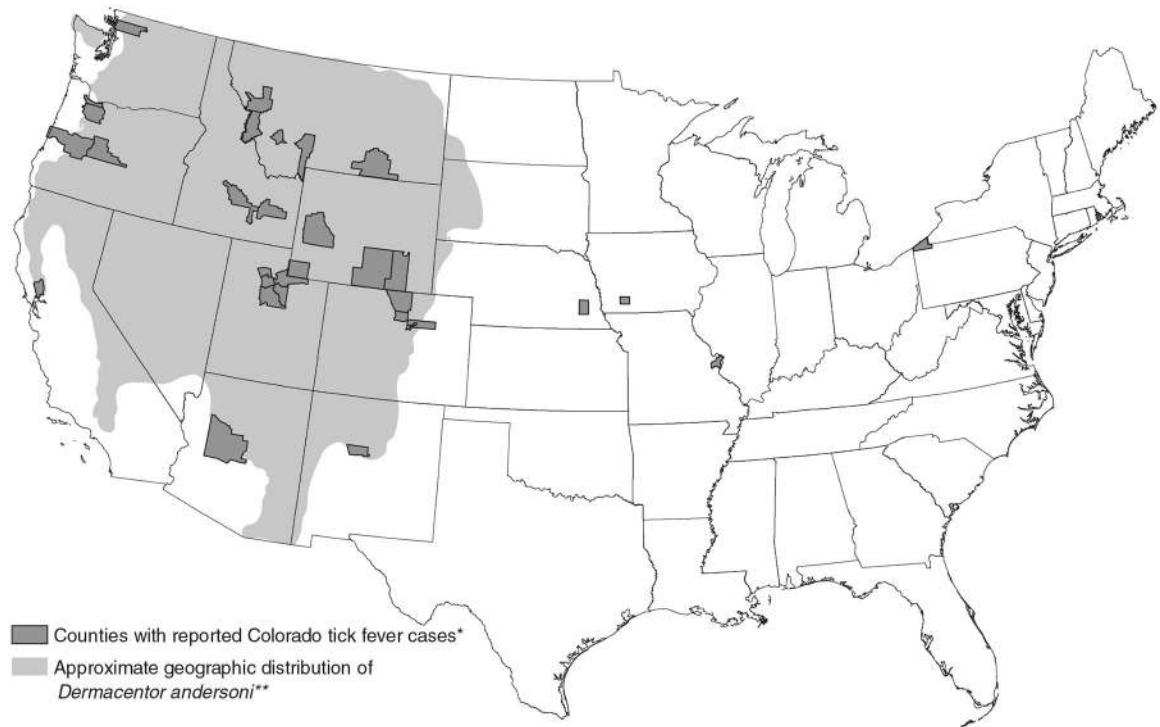 Counties with reported Colorado tick fever cases*
Approximate geographic distribution of
Dermacentor andersoni**